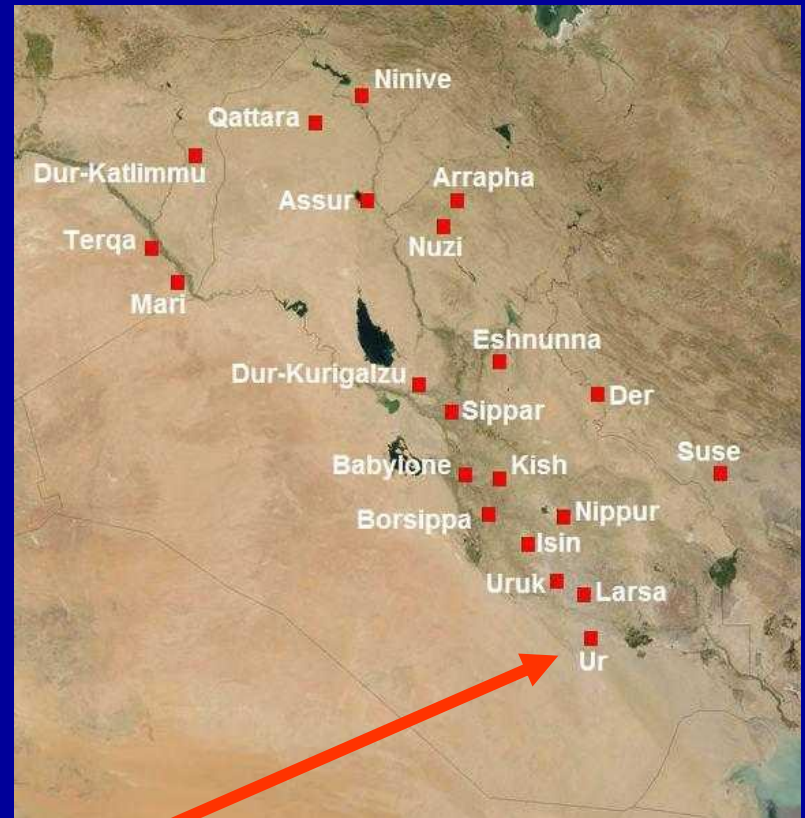 Ninive
Qattara
Dur-Katlimmu
Assur
Arrapha
Nuzi
Terqa
Mari
Eshnunna
Dur-Kurigalzu
Der
Sippar
Suse
Babylone
Kish
Borsippa
Nippur
Isin
Uruk
Larsa
Ur